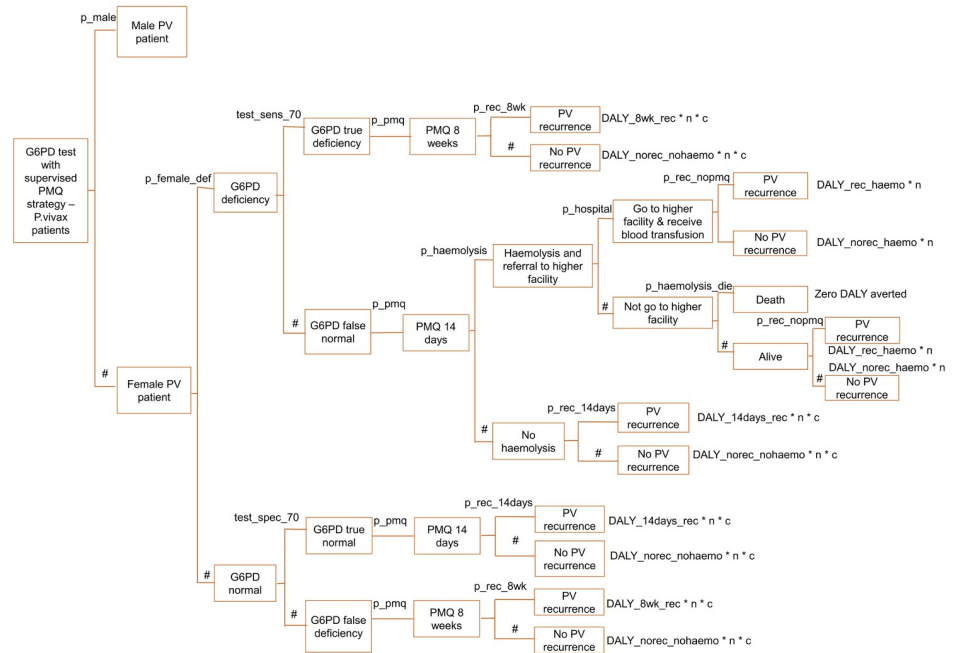 p_male
Male PV
patient
G6PD test
with
supervised
PMQ
strategy –
P.vivax
patients
#
Female PV
patient
p_female_def
G6PD
deficiency
test_sens_70
G6PD true
deficiency
p_pmq
PMQ 8
weeks
p_rec_8wk
PV
recurrence
DALY_8wk_rec * n * c
#
No PV
recurrence
DALY_norec_nohaemo * n * c
#
G6PD false
normal
p_pmq
PMQ 14
days
p_haemolysis
Haemolysis and
referral to higher
facility
p_hospital
Go to higher
facility & receive
blood transfusion
p_rec_nopmq
PV
recurrence
DALY_rec_haemo * n
No PV
recurrence
DALY_norec_haemo * n
#
Not go to higher
facility
p_haemolysis_die
Death
Zero DALY averted
#
Alive
p_rec_nopmq
PV
recurrence
DALY_rec_haemo * n
DALY_norec_haemo * n
#
No PV
recurrence
#
No
haemolysis
p_rec_14days
PV
recurrence
DALY_14days_rec * n * c
#
No PV
recurrence
DALY_norec_nohaemo * n * c
#
G6PD
normal
test_spec_70
G6PD true
normal
p_pmq
PMQ 14
days
p_rec_14days
PV
recurrence
DALY_14days_rec * n * c
#
No PV
recurrence
DALY_norec_nohaemo * n * c
#
G6PD false
deficiency
p_pmq
PMQ 8
weeks
p_rec_8wk
PV
recurrence
DALY_8wk_rec * n * c
#
No PV
recurrence
DALY_norec_nohaemo * n * c